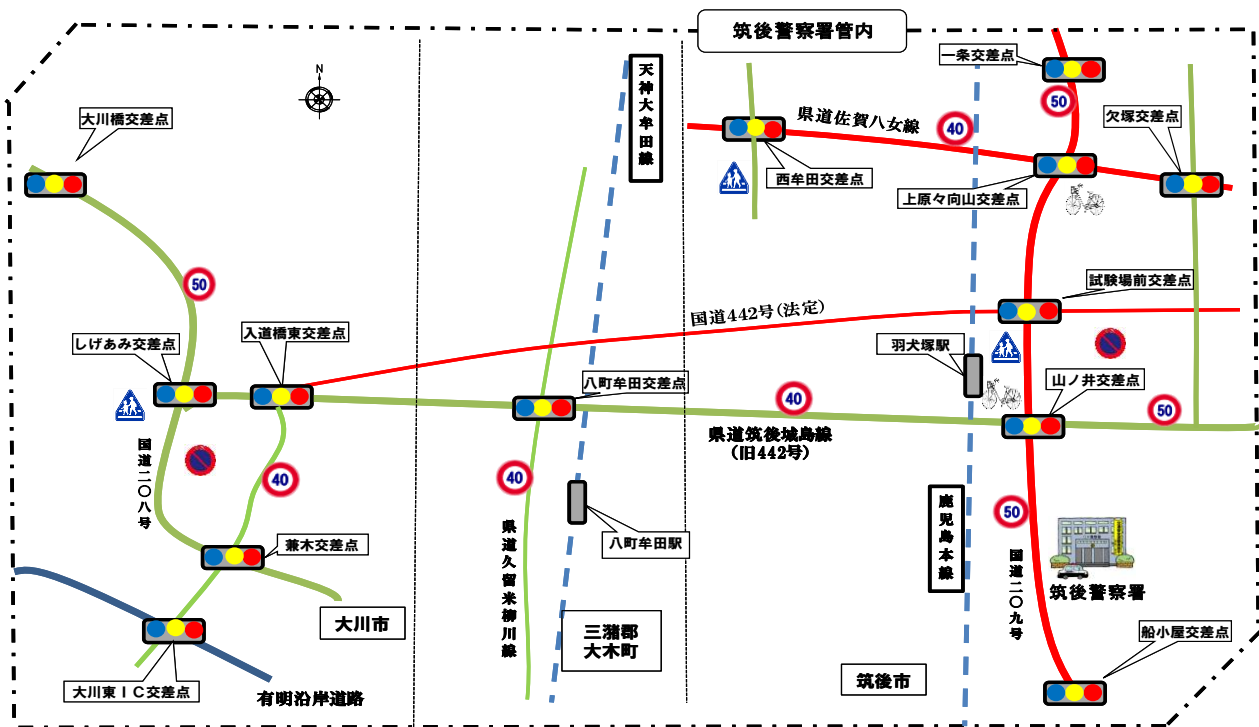 筑後警察署管内
N
天神大牟田線
一条交差点
50
大川橋交差点
県道佐賀八女線
40
欠塚交差点
西牟田交差点
上原々向山交差点
50
試験場前交差点
国道442号(法定)
入道橋東交差点
しげあみ交差点
羽犬塚駅
八町牟田交差点
山ノ井交差点
40
50
県道筑後城島線
(旧442号)
国道二〇八号
40
40
50
鹿児島本線
県道久留米柳川線
兼木交差点
八町牟田駅
国道二〇九号
筑後警察署
大川市
三潴郡
大木町
船小屋交差点
筑後市
大川東IC交差点
有明沿岸道路